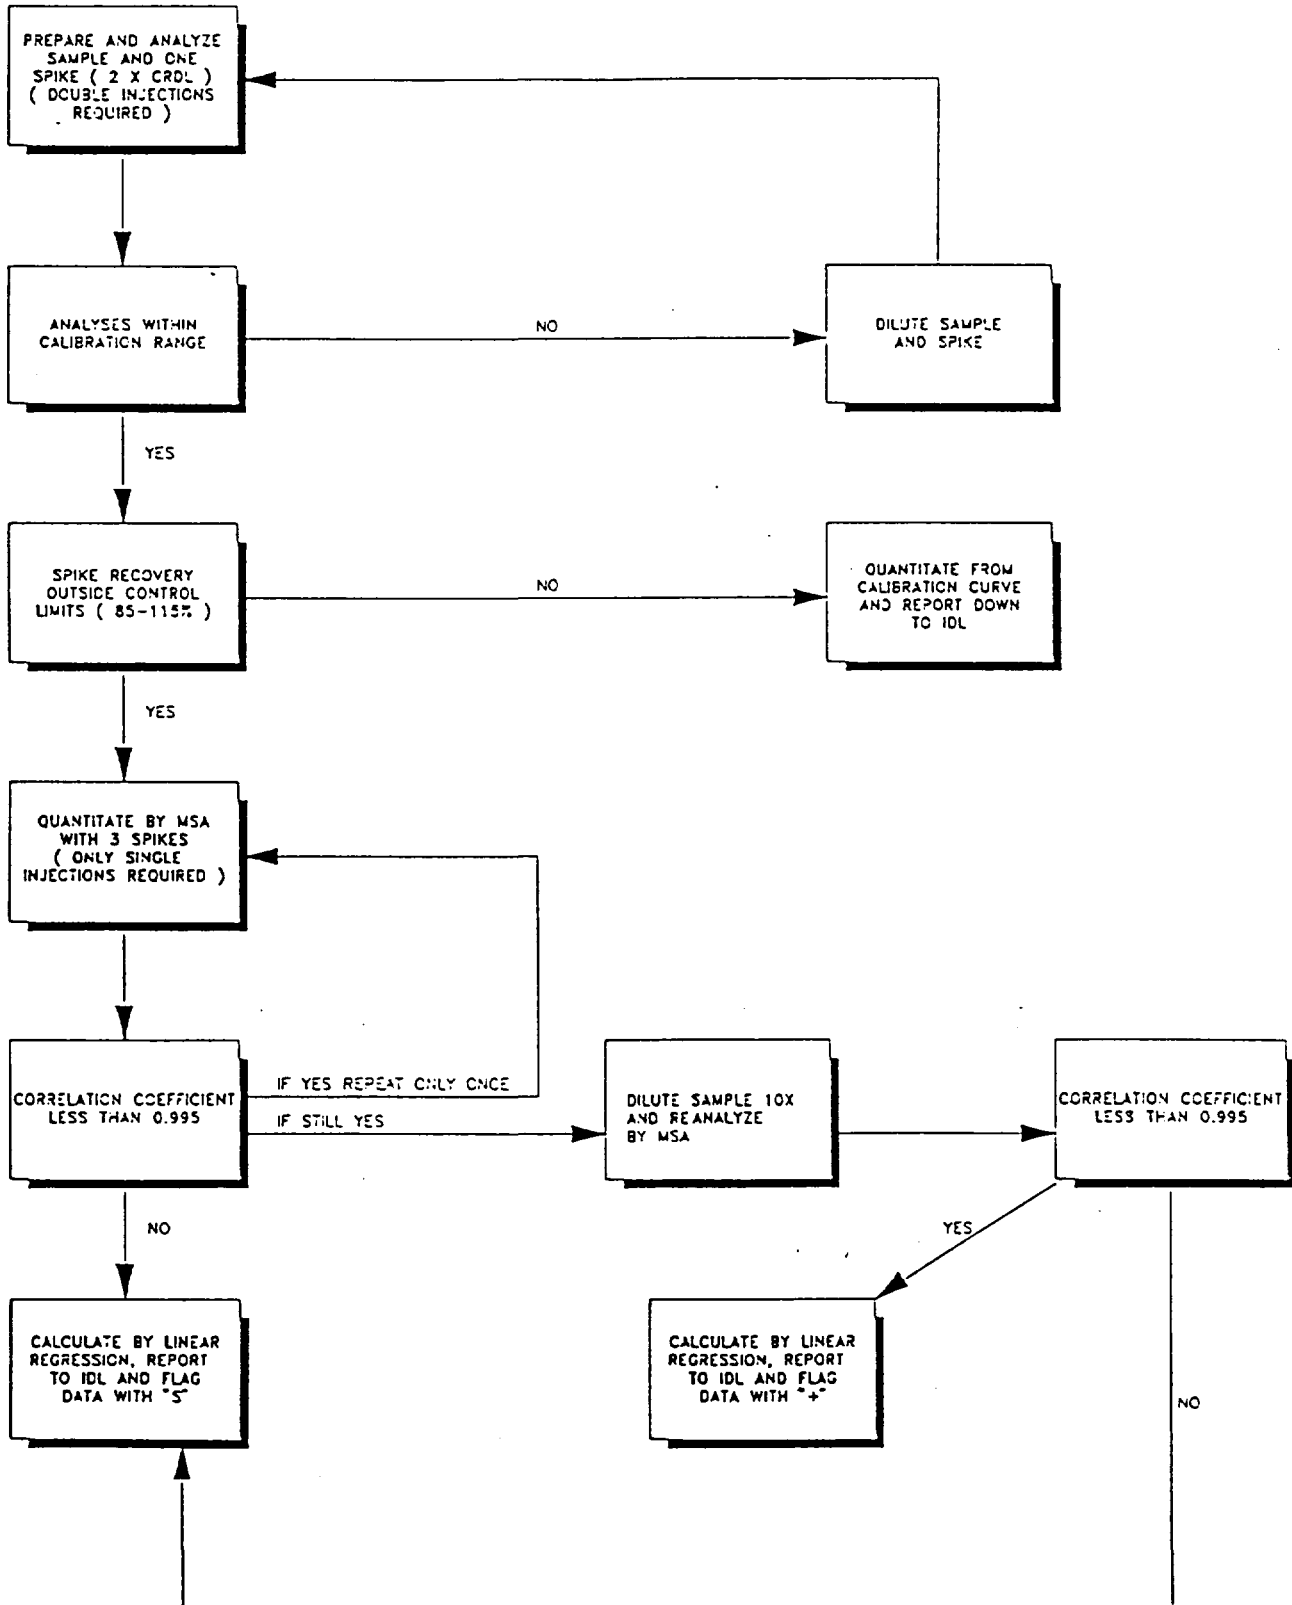 PREPARE AND ANALYZE
SAMPLE AND ONE
SPIKE ( 2 X CRDL )
( DOUBLE INJECTIONS
REQUIRED )
ANALYSES WITHIN
CALIBRATION RANGE
NO
DILUTE SAMPLE
AND SPIKE
YES
SPIKE RECOVERY
OUTSIDE CONTROL
LIMITS ( 85-115% )
NO
QUANTITATE FROM
CALIBRATION CURVE
AND REPORT DOWN
TO IDL
YES
QUANTITATE BY MSA
WITH 3 SPIKES
( ONLY SINGLE
INJECTIONS REQUIRED )
CORRELATION COEFFICIENT
LESS THAN 0.995
IF YES REPEAT ONLY ONCE
IF STILL YES
DILUTE SAMPLE 10X
AND REANALYZE
BY MSA
CORRELATION COEFFICIENT
LESS THAN 0.995
NO
YES
CALCULATE BY LINEAR
REGRESSION, REPORT
TO IDL AND FLAG
DATA WITH "S"
CALCULATE BY LINEAR
REGRESSION, REPORT
TO IDL AND FLAG
DATA WITH "+"
NO